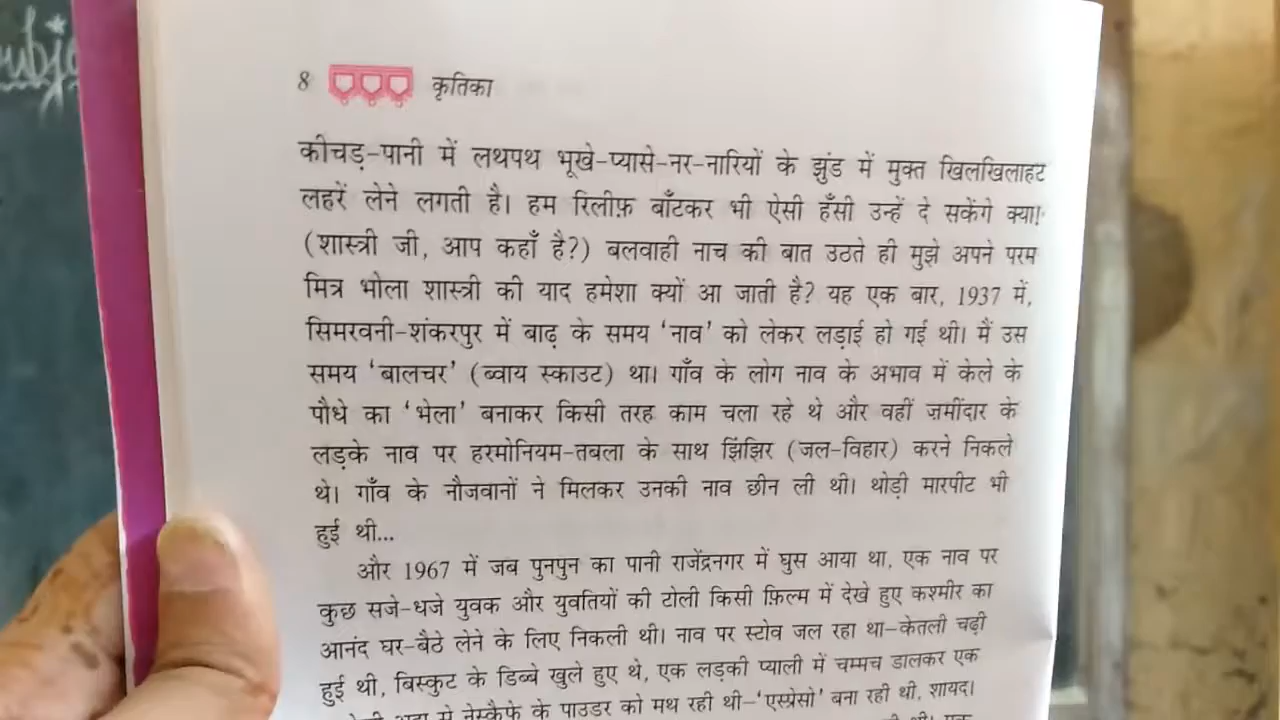 8 कृतिका
कीचड़-पानी में लथपथ भूखे-प्यासे-नर-नारियों के झुंड में मुक्त खिलखिलाहट
लहरें लेने लगती है। हम रिलीफ़ बाँटकर भी ऐसी हँसी उन्हें दे सकेंगे क्या!
(शास्त्री जी, आप कहाँ है?) बलवाही नाच की बात उठते ही मुझे अपने परम
मित्र भोला शास्त्री की याद हमेशा क्यों आ जाती है? यह एक बार, 1937 में,
सिमरवनी-शंकरपुर में बाढ़ के समय 'नाव' को लेकर लड़ाई हो गई थी। मैं उस
समय 'बालचर' (ब्वाय स्काउट) था। गाँव के लोग नाव के अभाव में केले के
पौधे का 'भेला' बनाकर किसी तरह काम चला रहे थे और वहीं ज़मींदार के
लड़के नाव पर हरमोनियम-तबला के साथ झिंझिर (जल-विहार) करने निकले
थे। गाँव के नौजवानों ने मिलकर उनकी नाव छीन ली थी। थोड़ी मारपीट भी
हुई थी...
और 1967 में जब पुनपुन का पानी राजेंद्रनगर में घुस आया था, एक नाव पर
कुछ सजे-धजे युवक और युवतियों की टोली किसी फ़िल्म में देखे हुए कश्मीर का
आनंद घर-बैठे लेने के लिए निकली थी। नाव पर स्टोव जल रहा था-केतली चढ़ी
हुई थी, बिस्कुट के डिब्बे खुले हुए थे, एक लड़की प्याली में चम्मच डालकर एक
से नेस्कैफे के पाउडर को मथ रही थी-'एस्प्रेसो' बना रही थी, शायद।